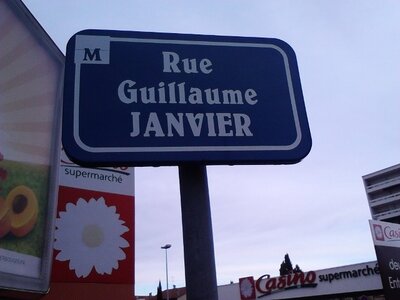 M
Rue
Guillaume
JANVIER
supermarché
Casino supermarché
Casino